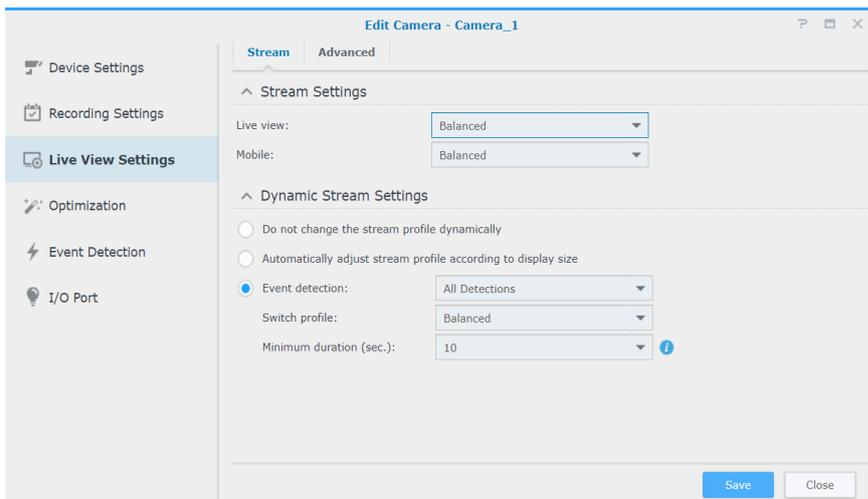 Edit Camera - Camera_1
Device Settings
Recording Settings
Live View Settings
Optimization
Event Detection
I/O Port
Stream Advanced
Stream Settings
Live view: Balanced
Mobile: Balanced
Dynamic Stream Settings
Do not change the stream profile dynamically
Automatically adjust stream profile according to display size
Event detection: All Detections
Switch profile: Balanced
Minimum duration (sec.): 10
Save Close